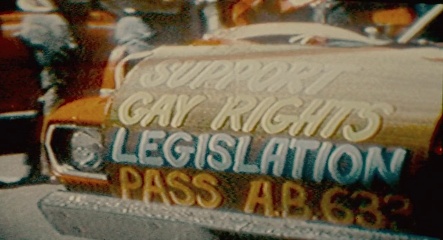 SUPPORT
GAY RIGHTS
LEGISLATION
PASS A.B.633